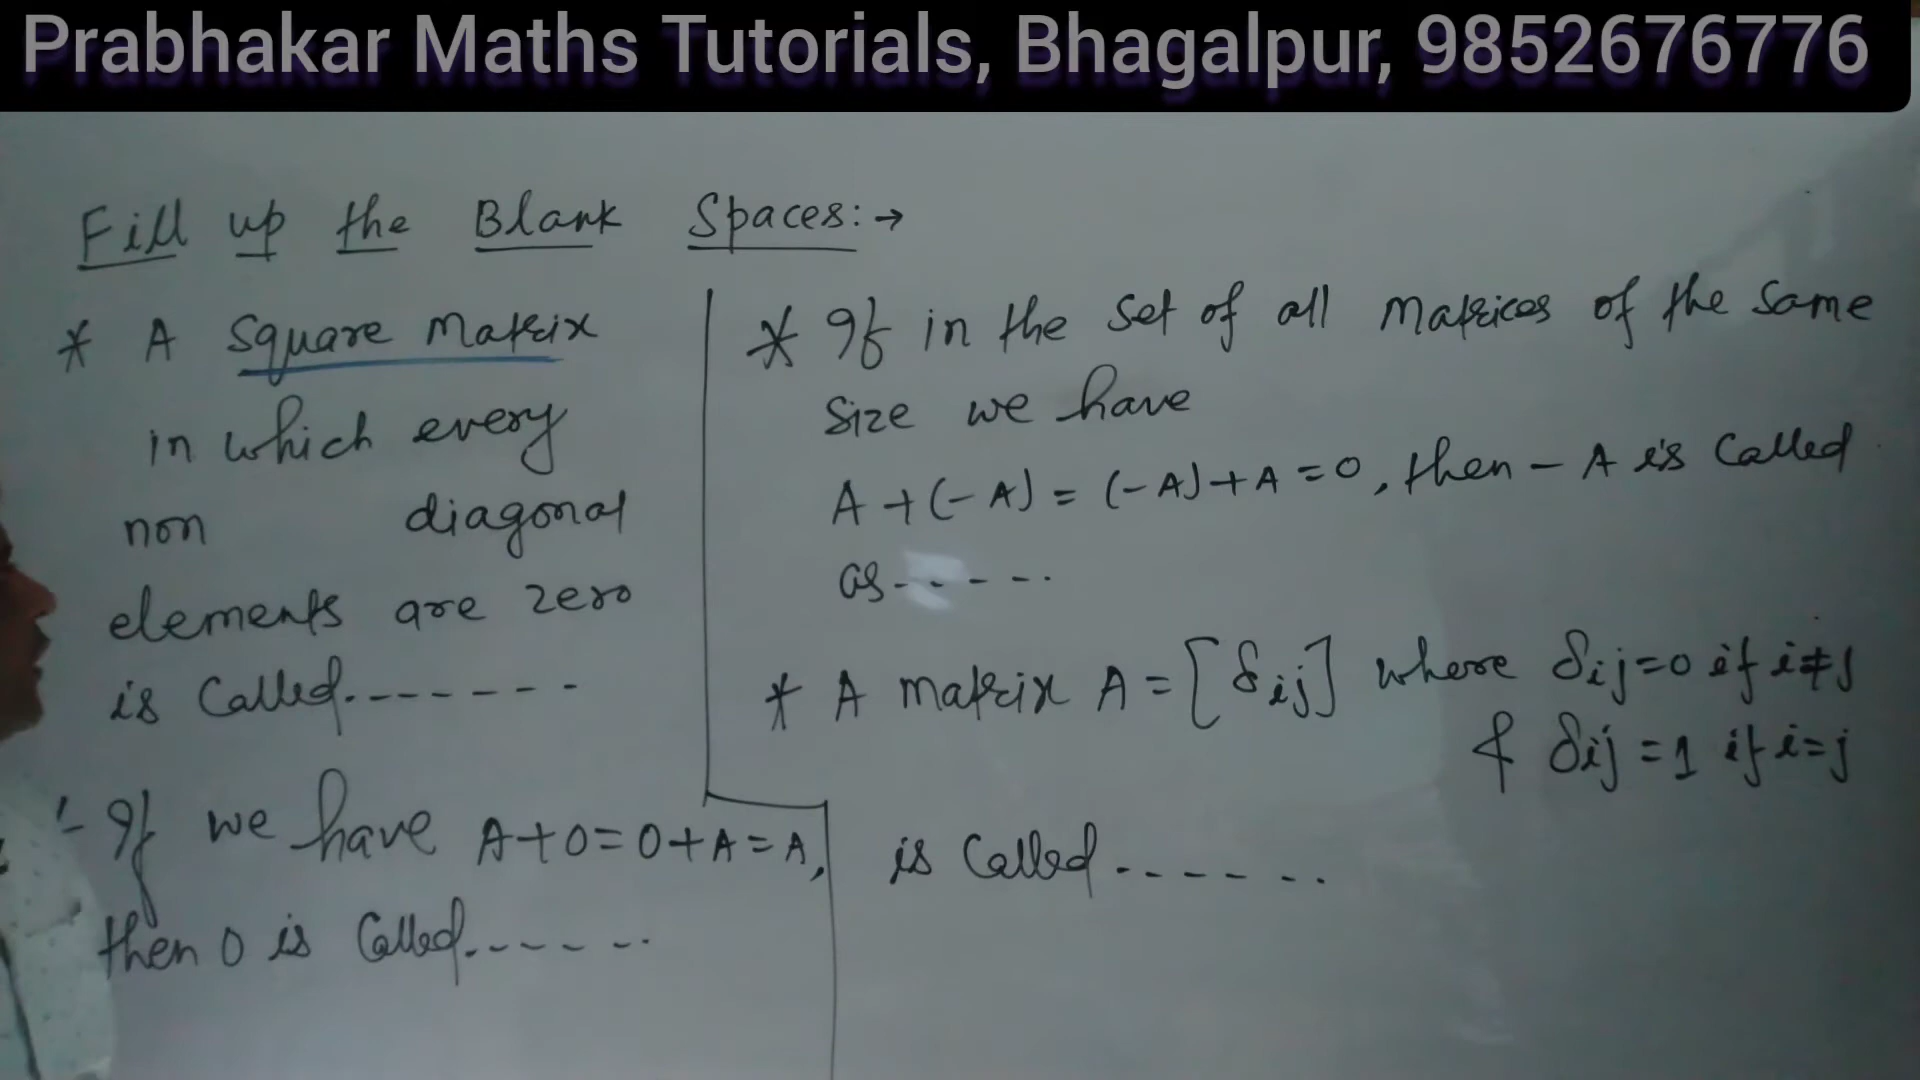 Prabhakar Maths Tutorials, Bhagalpur, 9852676776
Fill up the Blank Spaces:→
* A Square Matrix
in which every
non diagonal
elements are zero
is Called.-------
- If we have A+0=0+A=A,
then 0 is Called.------
* If in the Set of all Matrices of the Same
Size we have
A+(-A)=(-A)+A=0, then -A is Called
as------
* A matrix A=[δij] where δij=0 if i≠j
& δij=1 if i=j
is Called.-------